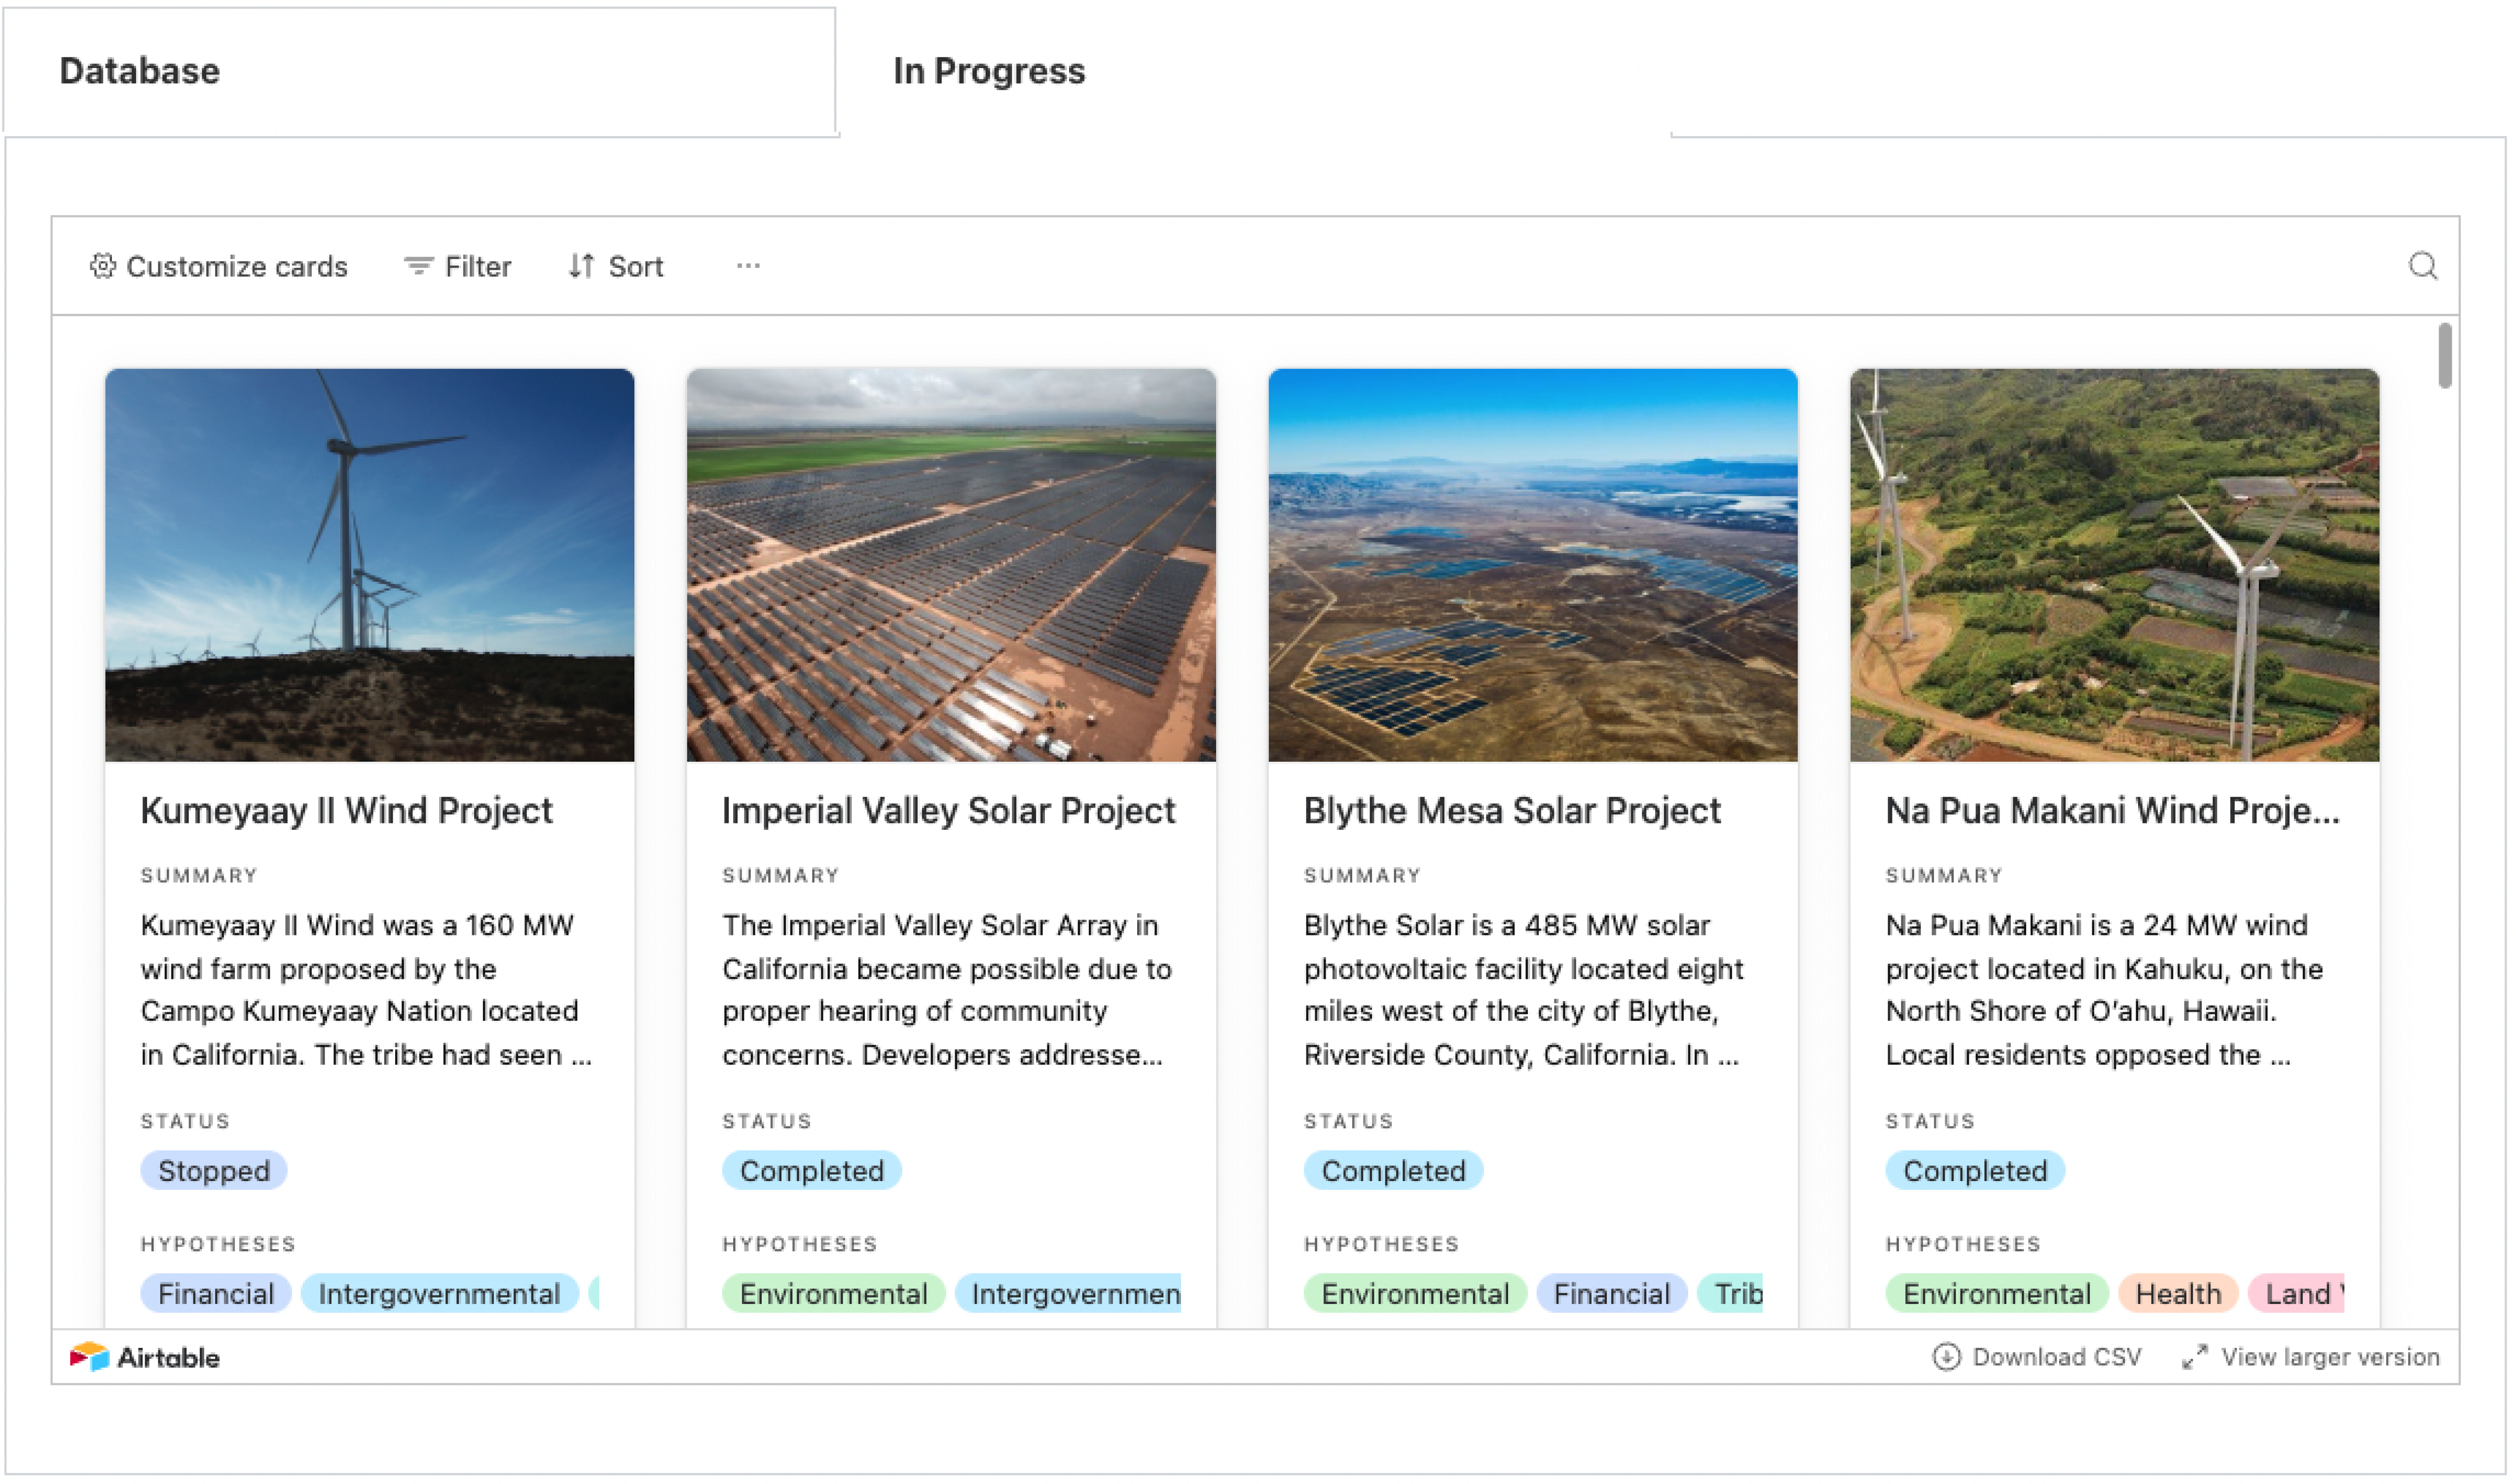 Database
In Progress
Customize cards Filter Sort ...
Kumeyaay II Wind Project
SUMMARY
Kumeyaay II Wind was a 160 MW
wind farm proposed by the
Campo Kumeyaay Nation located
in California. The tribe had seen ...
STATUS
Stopped
HYPOTHESES
Financial Intergovernmental
Imperial Valley Solar Project
SUMMARY
The Imperial Valley Solar Array in
California became possible due to
proper hearing of community
concerns. Developers addresse...
STATUS
Completed
HYPOTHESES
Environmental Intergovernmen
Blythe Mesa Solar Project
SUMMARY
Blythe Solar is a 485 MW solar
photovoltaic facility located eight
miles west of the city of Blythe,
Riverside County, California. In ...
STATUS
Completed
HYPOTHESES
Environmental Financial Trib
Na Pua Makani Wind Proje...
SUMMARY
Na Pua Makani is a 24 MW wind
project located in Kahuku, on the
North Shore of O’ahu, Hawaii.
Local residents opposed the ...
STATUS
Completed
HYPOTHESES
Environmental Health Land
Airtable
Download CSV View larger version